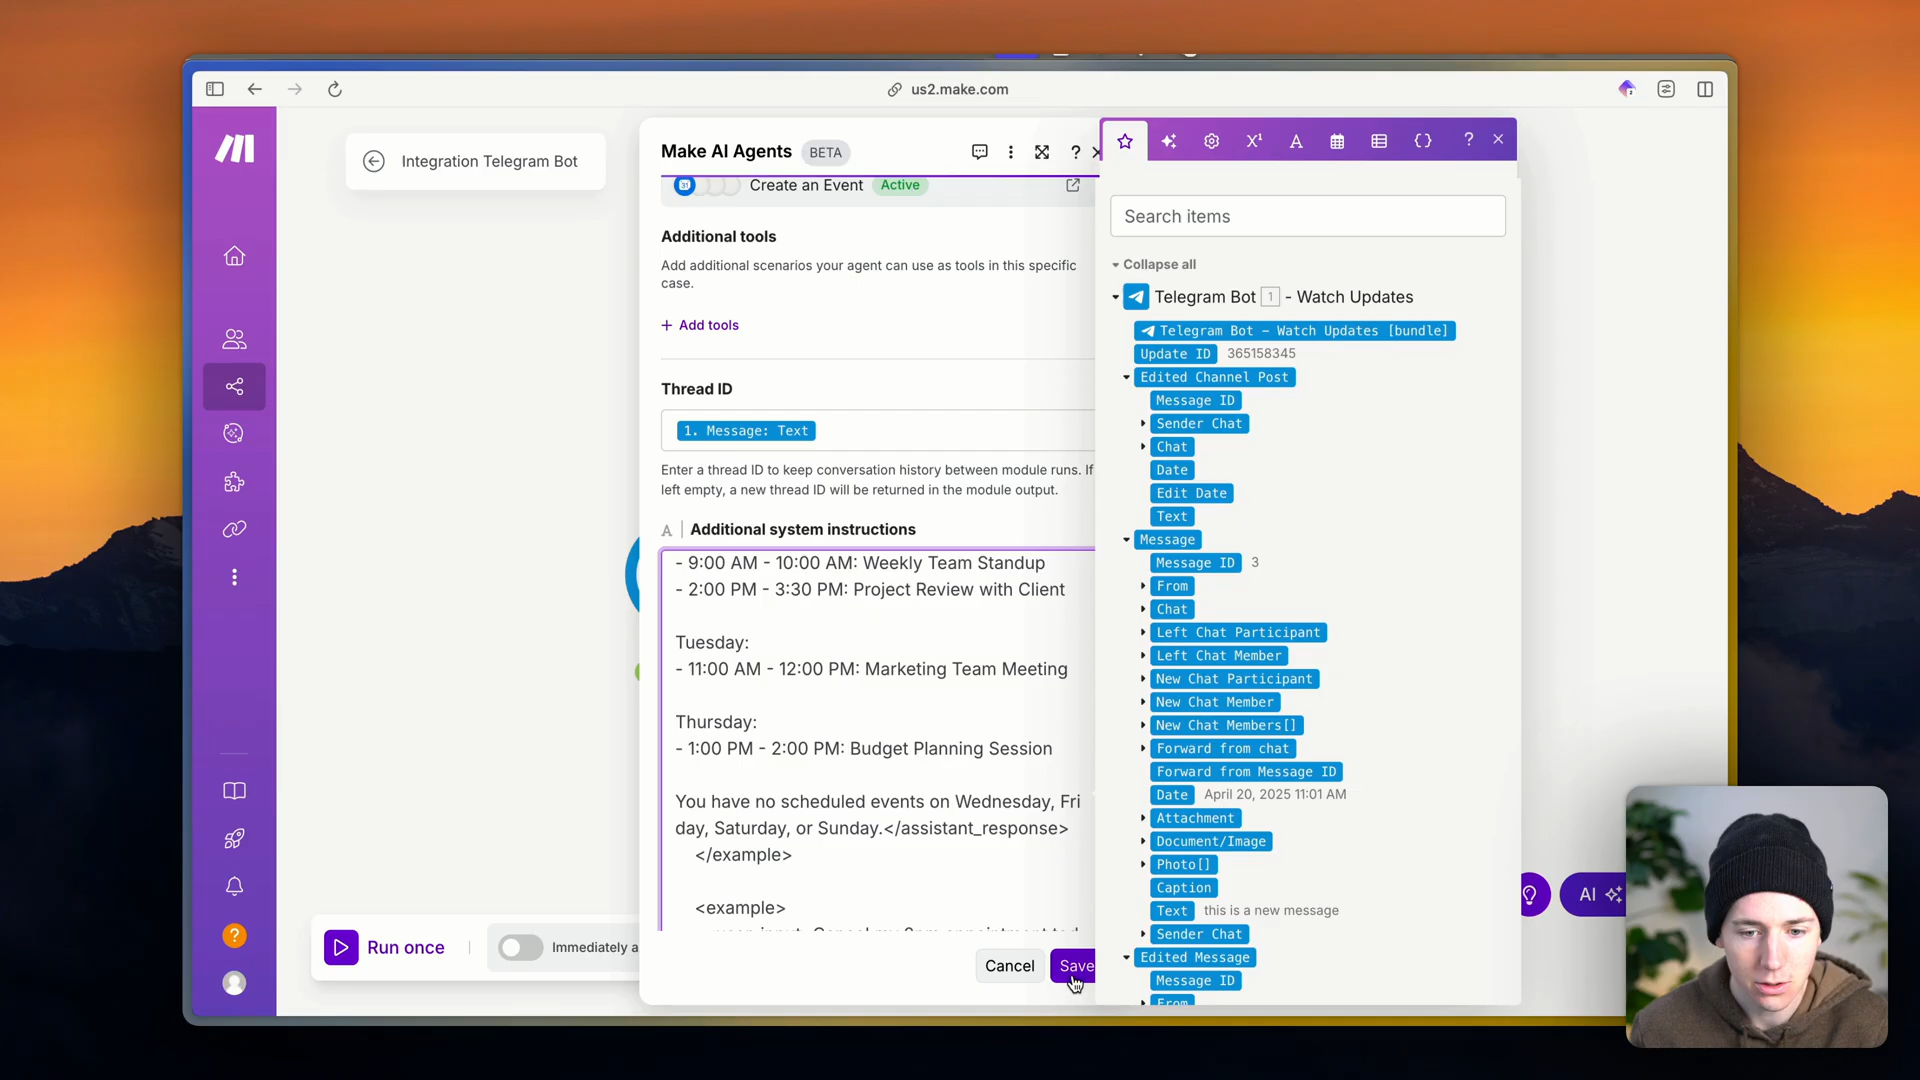 us2.make.com
Integration Telegram Bot
Make AI Agents
BETA
?
31
Create an Event
Active
Additional tools
Add additional scenarios your agent can use as tools in this specific
case.
+ Add tools
Thread ID
1. Message: Text
Enter a thread ID to keep conversation history between module runs. If
left empty, a new thread ID will be returned in the module output.
A
Additional system instructions
- 9:00 AM - 10:00 AM: Weekly Team Standup
- 2:00 PM - 3:30 PM: Project Review with Client
Tuesday:
- 11:00 AM - 12:00 PM: Marketing Team Meeting
Thursday:
- 1:00 PM - 2:00 PM: Budget Planning Session
You have no scheduled events on Wednesday, Fri
day, Saturday, or Sunday.</assistant_response>
</example>
<example>
Cancel
Save
Run once
Immediately a
?
X¹
A
{}
?
Search items
Collapse all
Telegram Bot 1 - Watch Updates
Telegram Bot - Watch Updates [bundle]
Update ID 365158345
Edited Channel Post
Message ID
Sender Chat
Chat
Date
Edit Date
Text
Message
Message ID 3
From
Chat
Left Chat Participant
Left Chat Member
New Chat Participant
New Chat Member
New Chat Members[]
Forward from chat
Forward from Message ID
Date April 20, 2025 11:01 AM
Attachment
Document/Image
Photo[]
Caption
Text this is a new message
Sender Chat
Edited Message
Message ID
From
AI